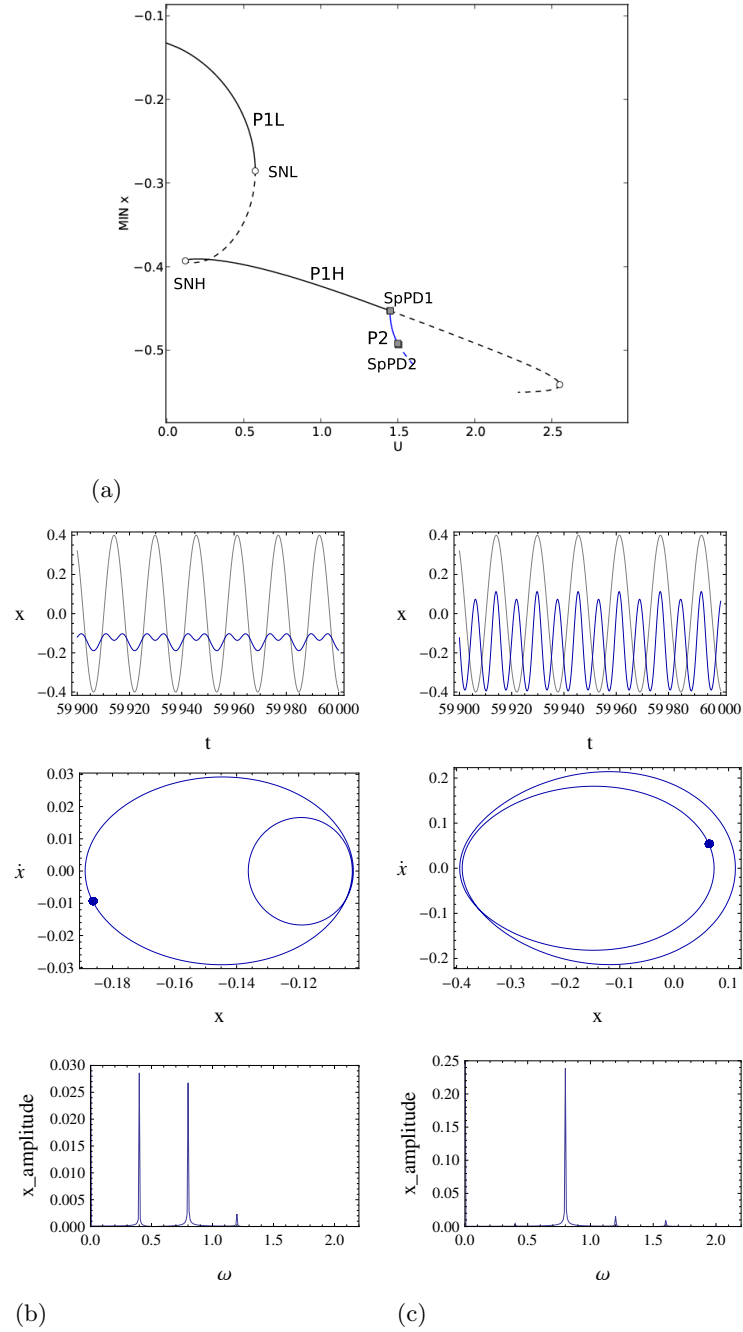 −0.1
−0.2
−0.3
−0.4
−0.5
MIN x
P1L
SNL
SNH
P1H
SpPD1
P2
SpPD2
0.0 0.5 1.0 1.5 2.0 2.5
U
(a)
0.4
0.2
0.0
−0.2
−0.4
x
59 900 59 920 59 940 59 960 59 980 60 000
t
0.4
0.2
0.0
−0.2
−0.4
x
59 900 59 920 59 940 59 960 59 980 60 000
t
0.03
0.02
0.01
0.00
−0.01
−0.02
−0.03
ẋ
−0.18 −0.16 −0.14 −0.12
x
0.2
0.1
0.0
−0.1
−0.2
ẋ
−0.4 −0.3 −0.2 −0.1 0.0 0.1
x
0.030
0.025
0.020
0.015
0.010
0.005
0.000
x_amplitude
0.0 0.5 1.0 1.5 2.0
ω
(b)
0.25
0.20
0.15
0.10
0.05
0.00
x_amplitude
0.0 0.5 1.0 1.5 2.0
ω
(c)